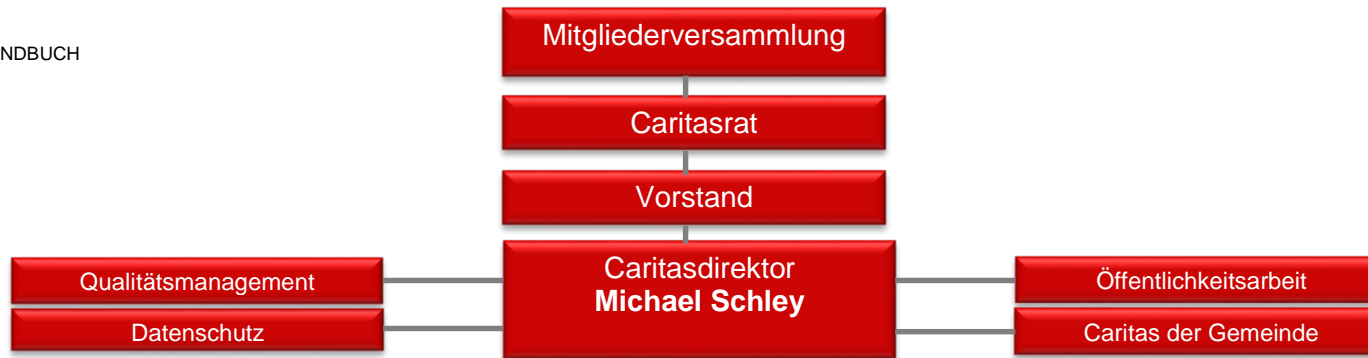 NDBUCH
Mitgliederversammlung
Caritasrat
Vorstand
Caritasdirektor
Michael Schley
Qualitätsmanagement
Datenschutz
Öffentlichkeitsarbeit
Caritas der Gemeinde